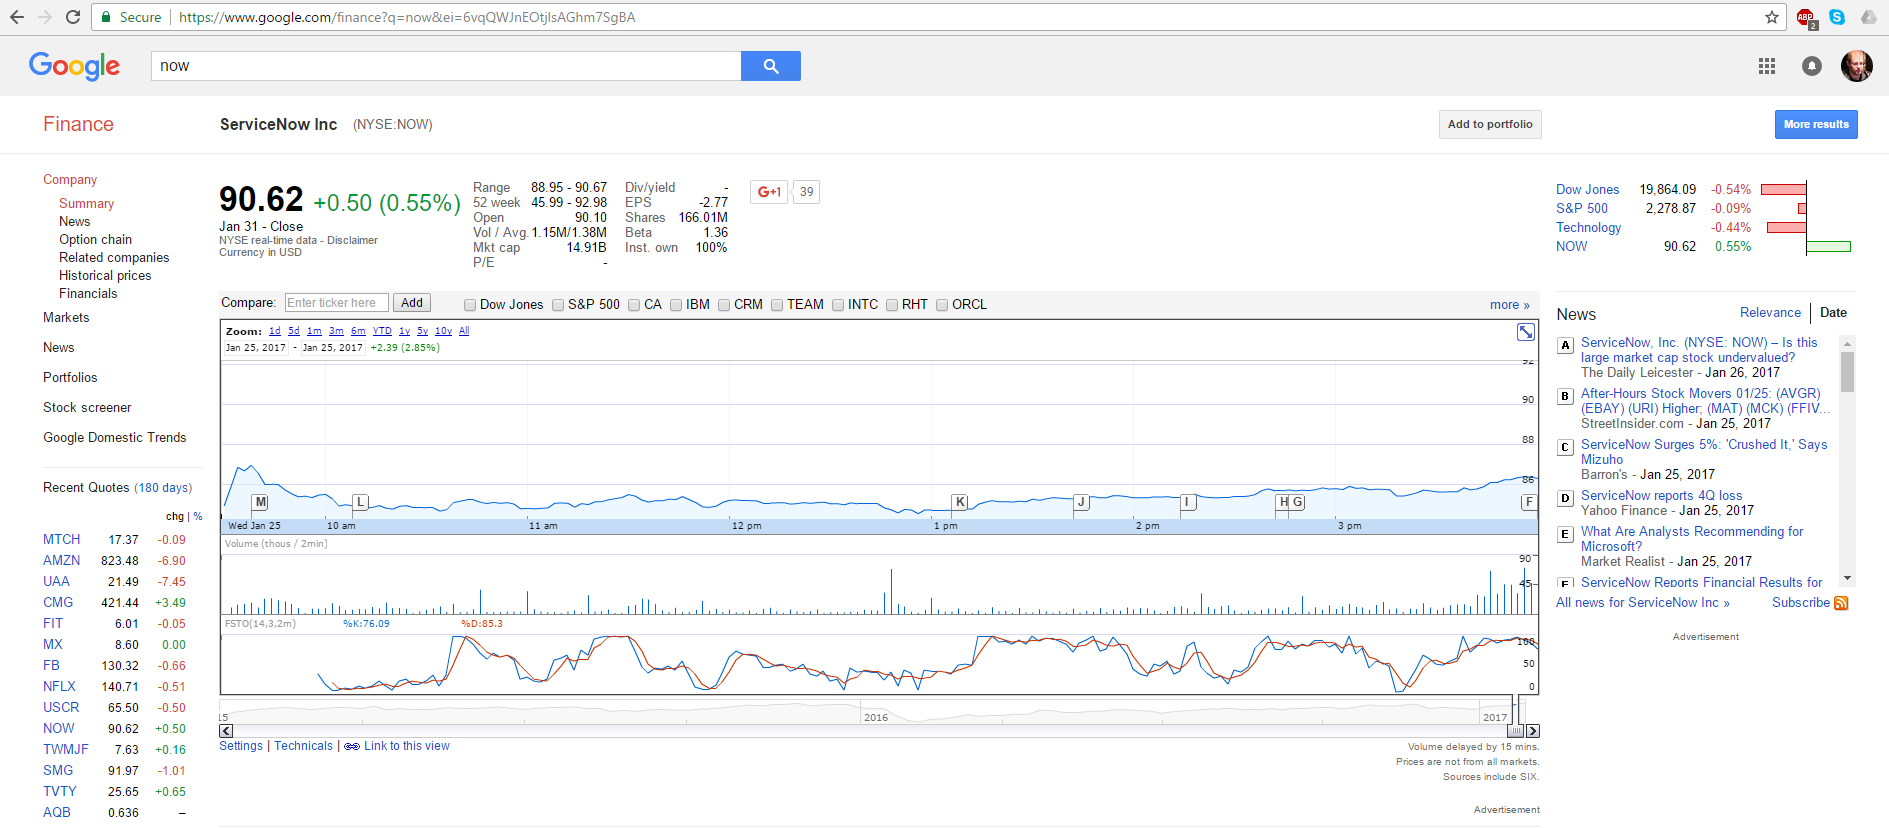 Secure https://www.google.com/finance?q=now&ei=6vqQWJnEOtjlsAGhm7SgBA
ABP
2
Google
now
Finance
ServiceNow Inc (NYSE:NOW)
Add to portfolio
More results
Company
Summary
News
Option chain
Related companies
Historical prices
Financials
Markets
News
Portfolios
Stock screener
Google Domestic Trends
Recent Quotes (180 days)
chg | %
MTCH 17.37 -0.09
AMZN 823.48 -6.90
UAA 21.49 -7.45
CMG 421.44 +3.49
FIT 6.01 -0.05
MX 8.60 0.00
FB 130.32 -0.66
NFLX 140.71 -0.51
USCR 65.50 -0.50
NOW 90.62 +0.50
TWMJF 7.63 +0.16
SMG 91.97 -1.01
TVTY 25.65 +0.65
AQB 0.636 –
90.62 +0.50 (0.55%)
Jan 31 - Close
NYSE real-time data - Disclaimer
Currency in USD
Range 88.95 - 90.67
52 week 45.99 - 92.98
Open 90.10
Vol / Avg. 1.15M/1.38M
Mkt cap 14.91B
P/E -
Div/yield -
EPS -2.77
Shares 166.01M
Beta 1.36
Inst. own 100%
G+1 39
Compare: Enter ticker here Add Dow Jones S&P 500 CA IBM CRM TEAM INTC RHT ORCL more »
Zoom: 1d 5d 1m 3m 6m YTD 1y 5y 10y All
Jan 25, 2017 - Jan 25, 2017 +2.39 (2.85%)
92
90
88
86
M L K J I H G F
Wed Jan 25 10 am 11 am 12 pm 1 pm 2 pm 3 pm
Volume (thous / 2min)
90
45
FSTO(14,3,2m) %K:76.09 %D:85.3
100
50
0
15 2016 2017
Settings | Technicals | Link to this view
Volume delayed by 15 mins.
Prices are not from all markets.
Sources include SIX.
Advertisement
Dow Jones 19,864.09 -0.54%
S&P 500 2,278.87 -0.09%
Technology -0.44%
NOW 90.62 0.55%
News Relevance | Date
A ServiceNow, Inc. (NYSE: NOW) – Is this
large market cap stock undervalued?
The Daily Leicester - Jan 26, 2017
B After-Hours Stock Movers 01/25: (AVGR)
(EBAY) (URI) Higher; (MAT) (MCK) (FFIV...
StreetInsider.com - Jan 25, 2017
C ServiceNow Surges 5%: 'Crushed It,' Says
Mizuho
Barron's - Jan 25, 2017
D ServiceNow reports 4Q loss
Yahoo Finance - Jan 25, 2017
E What Are Analysts Recommending for
Microsoft?
Market Realist - Jan 25, 2017
F ServiceNow Reports Financial Results for
All news for ServiceNow Inc » Subscribe
Advertisement